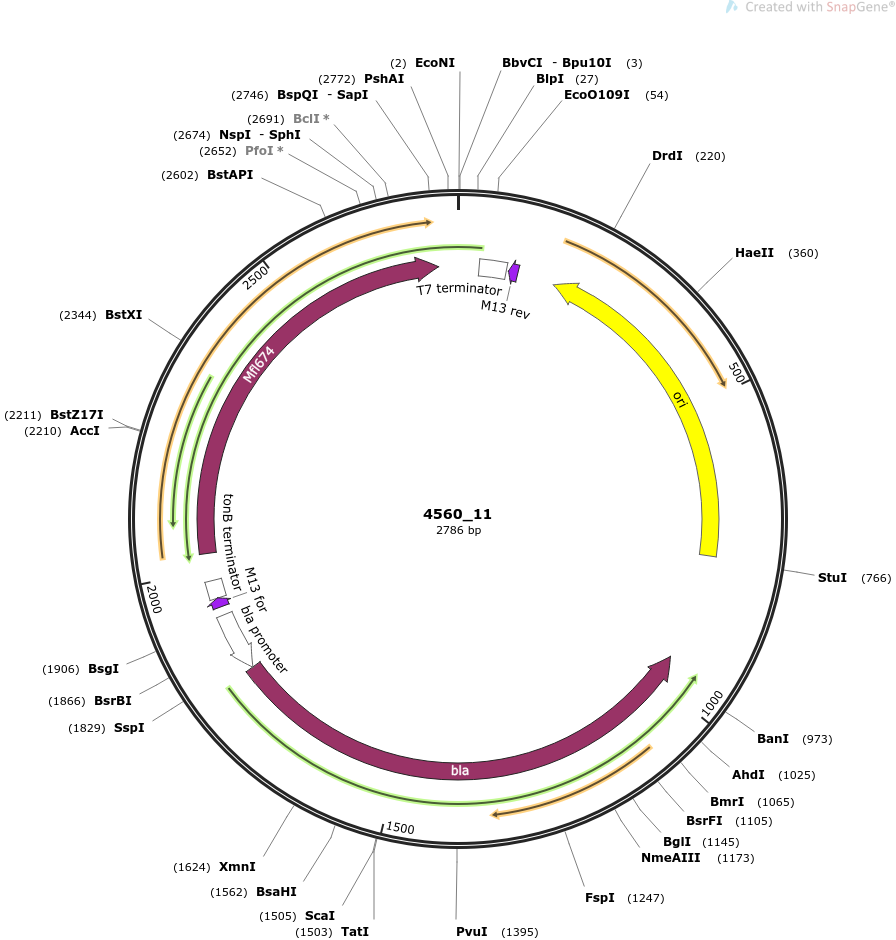 Created with SnapGene®
(2) EcoNI
BbvCI - Bpu10I (3)
(2772) PshAI
BlpI (27)
(2746) BspQI - SapI
EcoO109I (54)
(2691) BclI *
(2674) NspI - SphI
(2652) PfoI *
DrdI (220)
(2602) BstAPI
HaeII (360)
2500
T7 terminator
M13 rev
(2344) BstXI
Mfl674
500
ori
(2211) BstZ17I
(2210) AccI
4560_11
2786 bp
tonB terminator
M13 for
StuI (766)
2000
bla promoter
(1906) BsgI
(1866) BsrBI
1000
(1829) SspI
BanI (973)
bla
AhdI (1025)
BmrI (1065)
BsrFI (1105)
1500
BglI (1145)
NmeAIII (1173)
(1624) XmnI
(1562) BsaHI
FspI (1247)
(1505) ScaI
(1503) TatI
PvuI (1395)